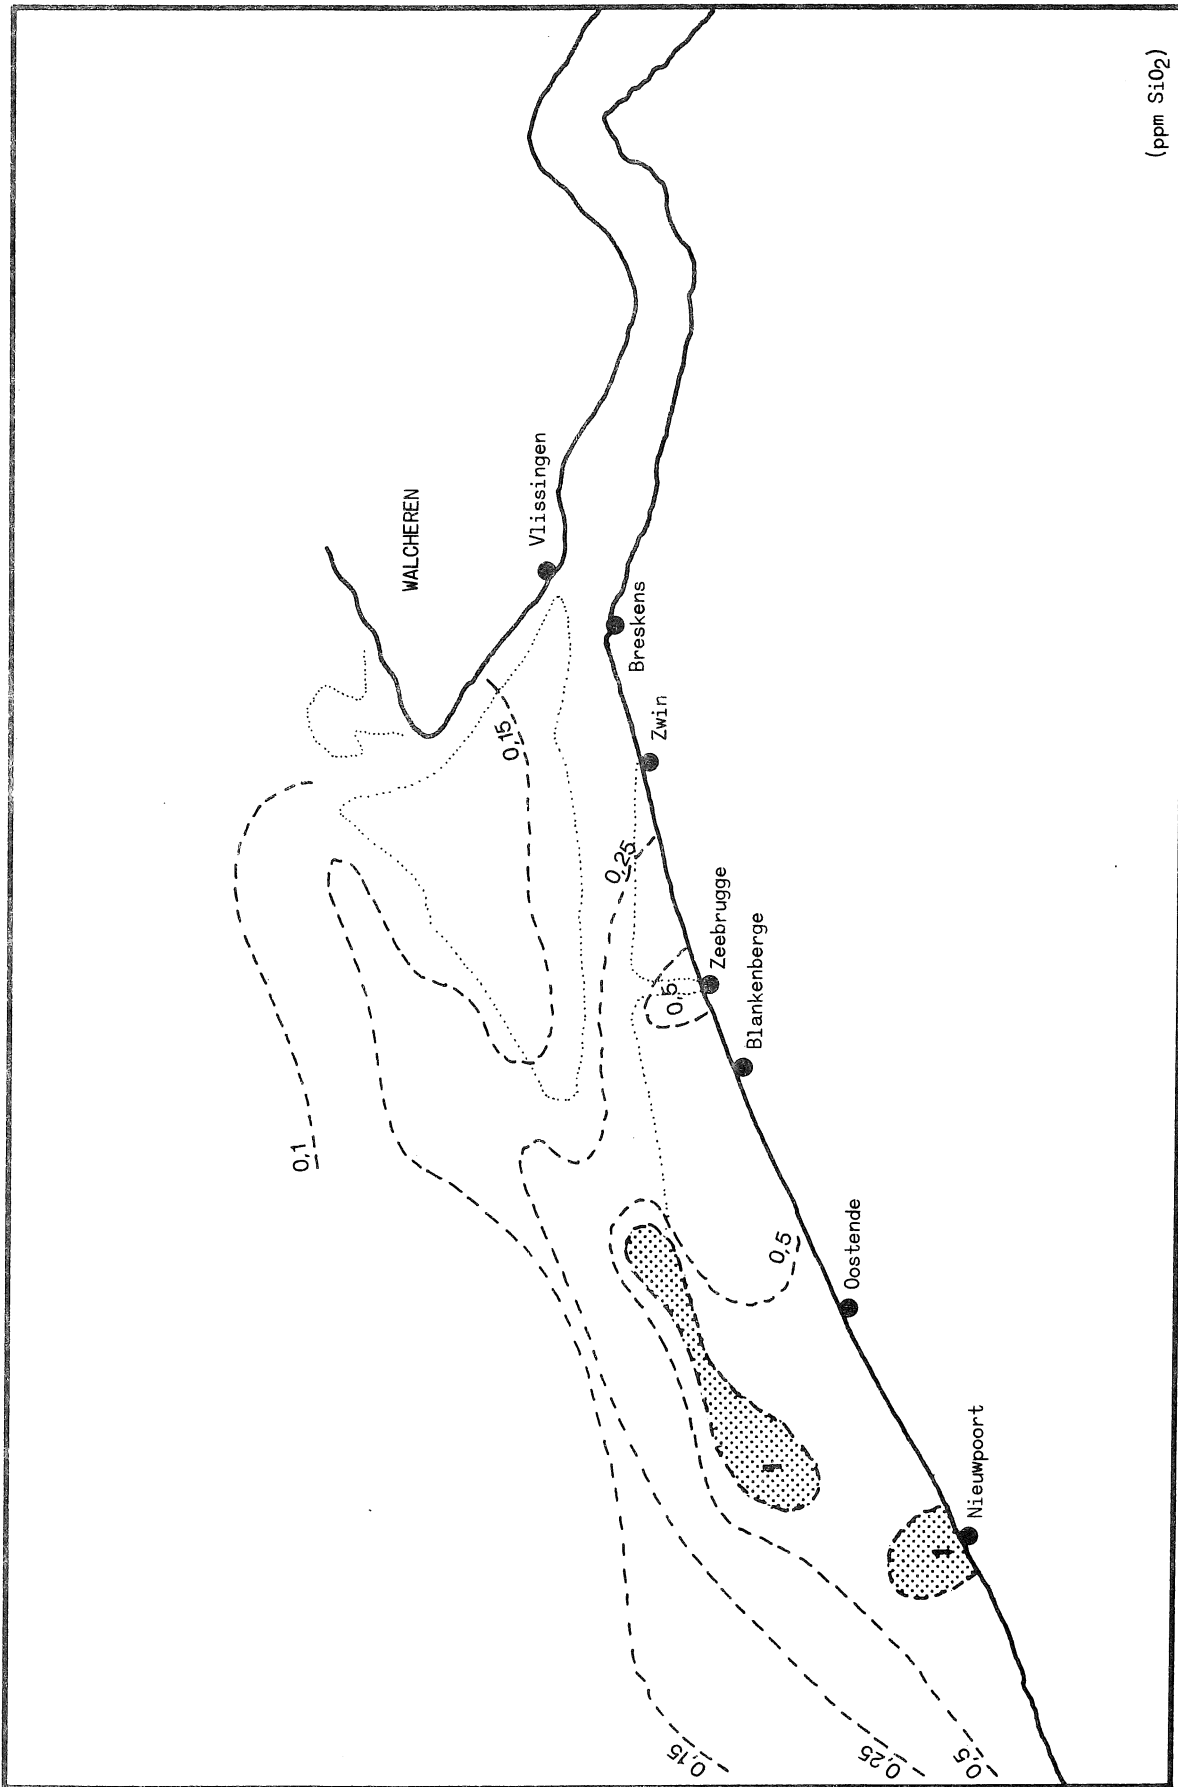 (ppm SiO2)
WALCHEREN
Vlissingen
Breskens
Zwin
0,15
0,25
Zeebrugge
0,5
Blankenberge
0,1
0,5
Oostende
1
Nieuwpoort
1
0,15
0,25
0,5